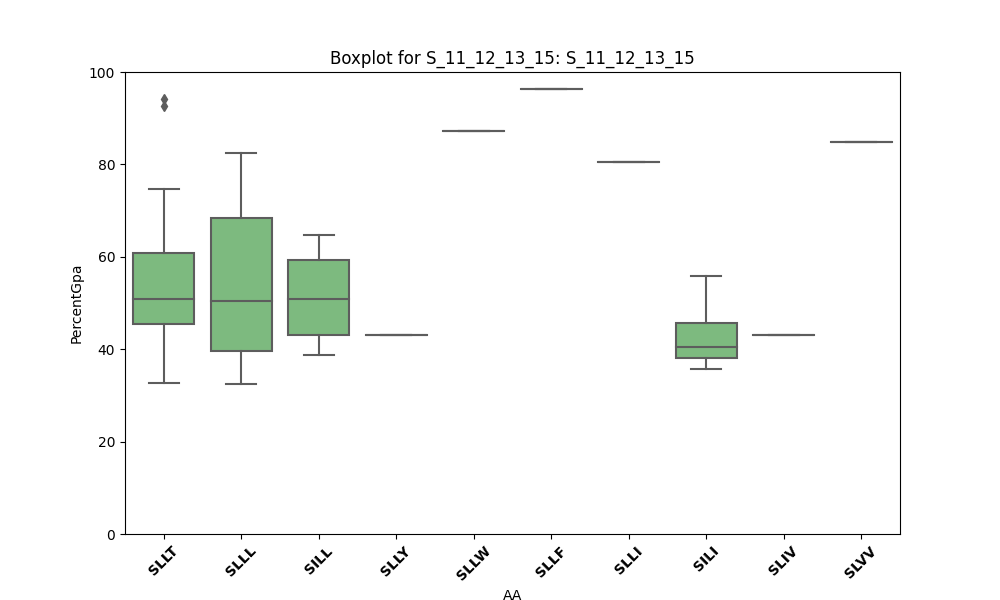 Boxplot for S_11_12_13_15: S_11_12_13_15
100
80
60
40
20
0
PercentGpa
SLLT
SLLL
SILL
SLLY
SLLW
SLLF
SLLI
SILI
SLIV
SLVV
AA